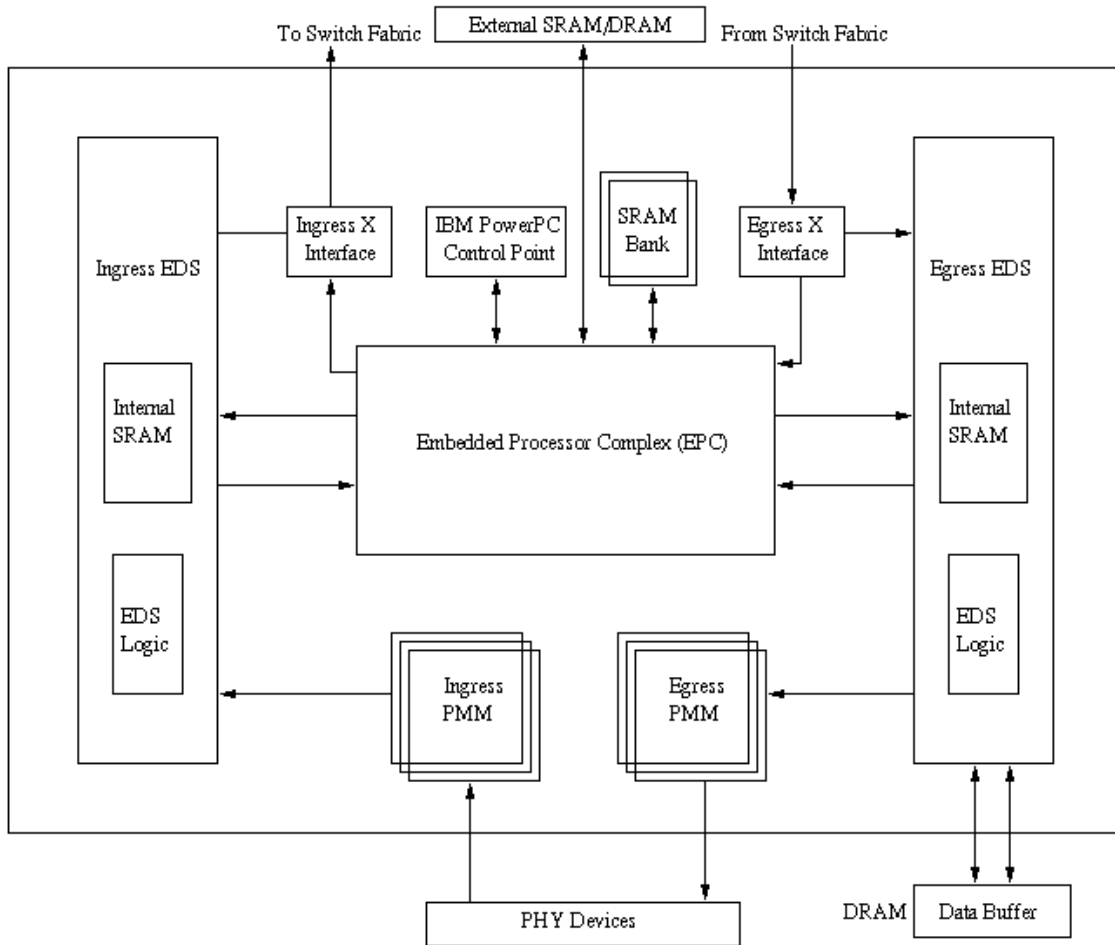 External SRAM/DRAM
To Switch Fabric
From Switch Fabric
Ingress X
Interface
IBM PowerPC
Control Point
SRAM
Bank
Egress X
Interface
Ingress EDS
Egress EDS
Internal
SRAM
Embedded Processor Complex (EPC)
Internal
SRAM
EDS
Logic
EDS
Logic
Ingress
PMM
Egress
PMM
PHY Devices
DRAM
Data Buffer